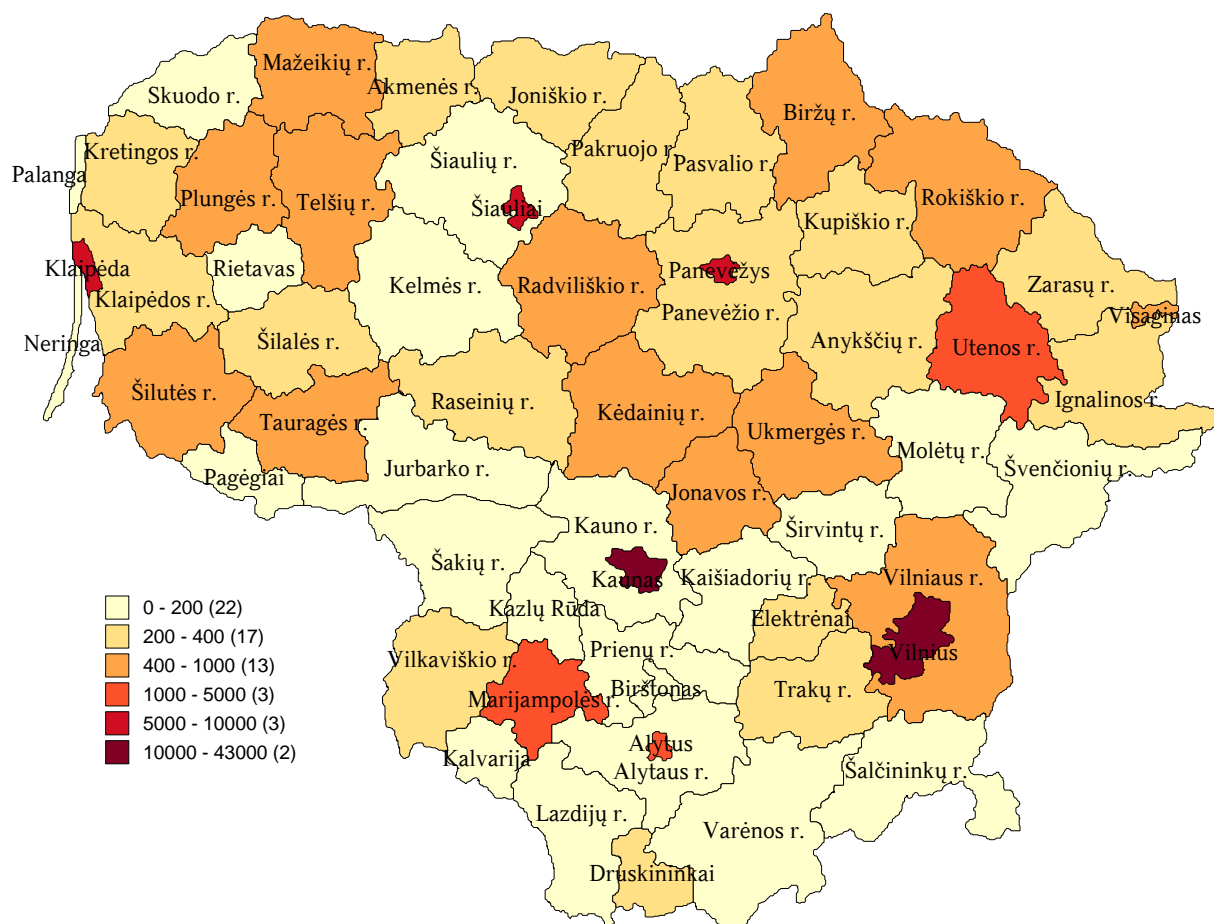 Mažeikių r.
Skuodo r.
Akmenės r.
Joniškio r.
Biržų r.
Kretingos r.
Šiaulių r.
Pakruojo r.
Pasvalio r.
Palanga
Plungės r.
Telšių r.
Šiauliai
Rokiškio r.
Kupiškio r.
Klaipėda
Rietavas
Panevėžys
Klaipėdos r.
Kelmės r.
Radviliškio r.
Zarasų r.
Panevėžio r.
Visaginas
Neringa
Šilalės r.
Anykščių r.
Utenos r.
Šilutės r.
Tauragės r.
Raseinių r.
Kėdainių r.
Ukmergės r.
Ignalinos r.
Molėtų r.
Pagėgiai
Jurbarko r.
Švenčionių r.
Jonavos r.
Kauno r.
Širvintų r.
Šakių r.
Kaunas
Kaišiadorių r.
Vilniaus r.
Kazlų Rūda
Elektrėnai
Vilkaviškio r.
Prienų r.
Vilnius
Marijampolės r.
Birštonas
Trakų r.
Kalvarija
Alytus
Alytaus r.
Šalčininkų r.
Lazdijų r.
Varėnos r.
Druskininkai
0 - 200 (22)
200 - 400 (17)
400 - 1000 (13)
1000 - 5000 (3)
5000 - 10000 (3)
10000 - 43000 (2)